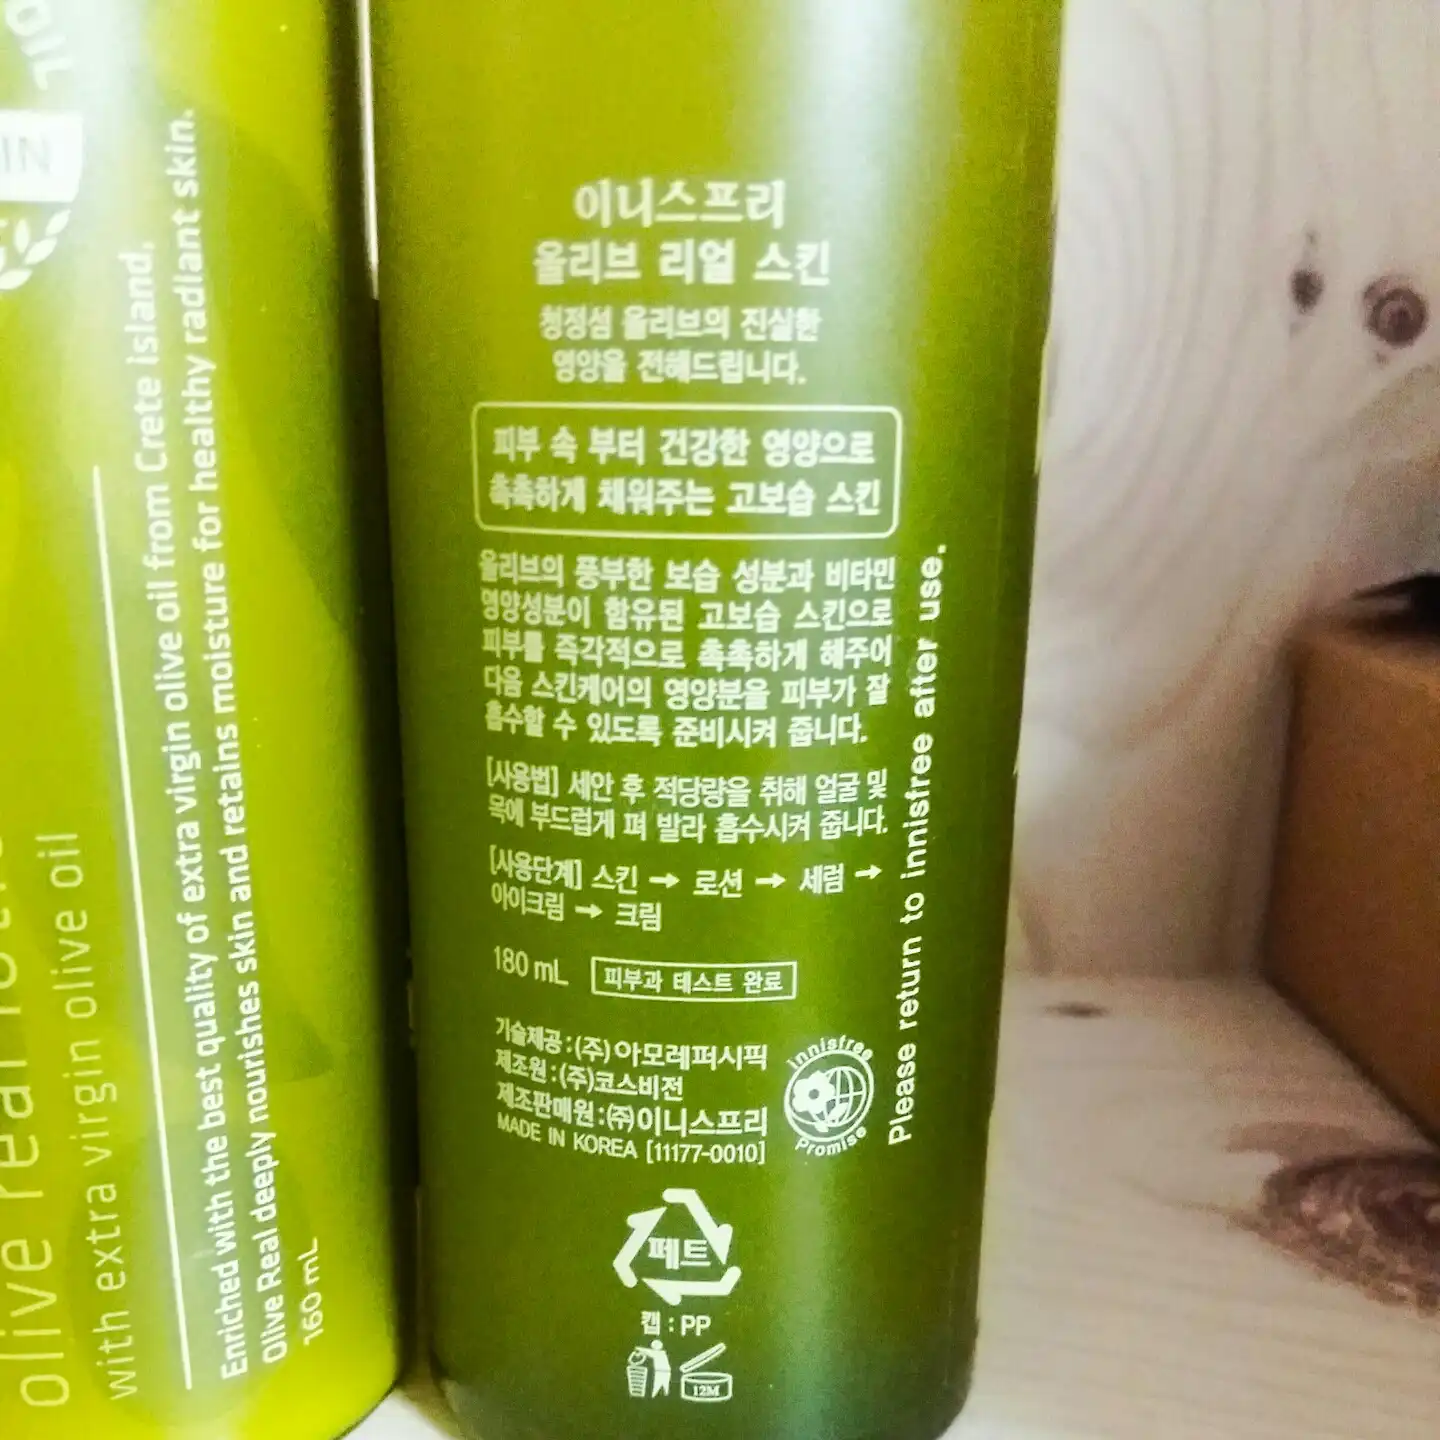 OIL
IN
olive real
with extra virgin olive oil
Enriched with the best quality of extra virgin olive oil from Crete island.
Olive Real deeply nourishes skin and retains moisture for healthy radiant skin.
160 mL
이니스프리
올리브 리얼 스킨
청정섬 올리브의 진실한
영양을 전해드립니다.
피부 속 부터 건강한 영양으로
촉촉하게 채워주는 고보습 스킨
올리브의 풍부한 보습 성분과 비타민
영양성분이 함유된 고보습 스킨으로
피부를 즉각적으로 촉촉하게 해주어
다음 스킨케어의 영양분을 피부가 잘
흡수할 수 있도록 준비시켜 줍니다.
[사용법] 세안 후 적당량을 취해 얼굴 및
목에 부드럽게 펴 발라 흡수시켜 줍니다.
[사용단계] 스킨 → 로션 → 세럼 →
아이크림 → 크림
180 mL 피부과 테스트 완료
기술제공 : (주) 아모레퍼시픽
제조원 : (주)코스비전
제조판매원 : ㈜이니스프리
MADE IN KOREA [11177-0010]
innisfree
Promise
Please return to innisfree after use.
페트
캡 : PP
12M